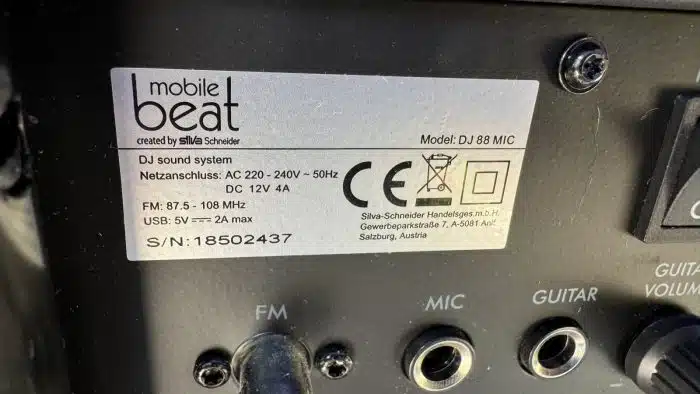 mobile
beat
created by silva Schneider
Model: DJ 88 MIC
DJ sound system
Netzanschluss: AC 220 - 240V ~ 50Hz
DC 12V 4A
FM: 87.5 - 108 MHz
USB: 5V⎓2A max
S/N: 18502437
CE
Silva-Schneider Handelsges.m.b.H.
Gewerbeparkstraße 7, A-5081 Anif
Salzburg, Austria
FM
MIC
GUITAR